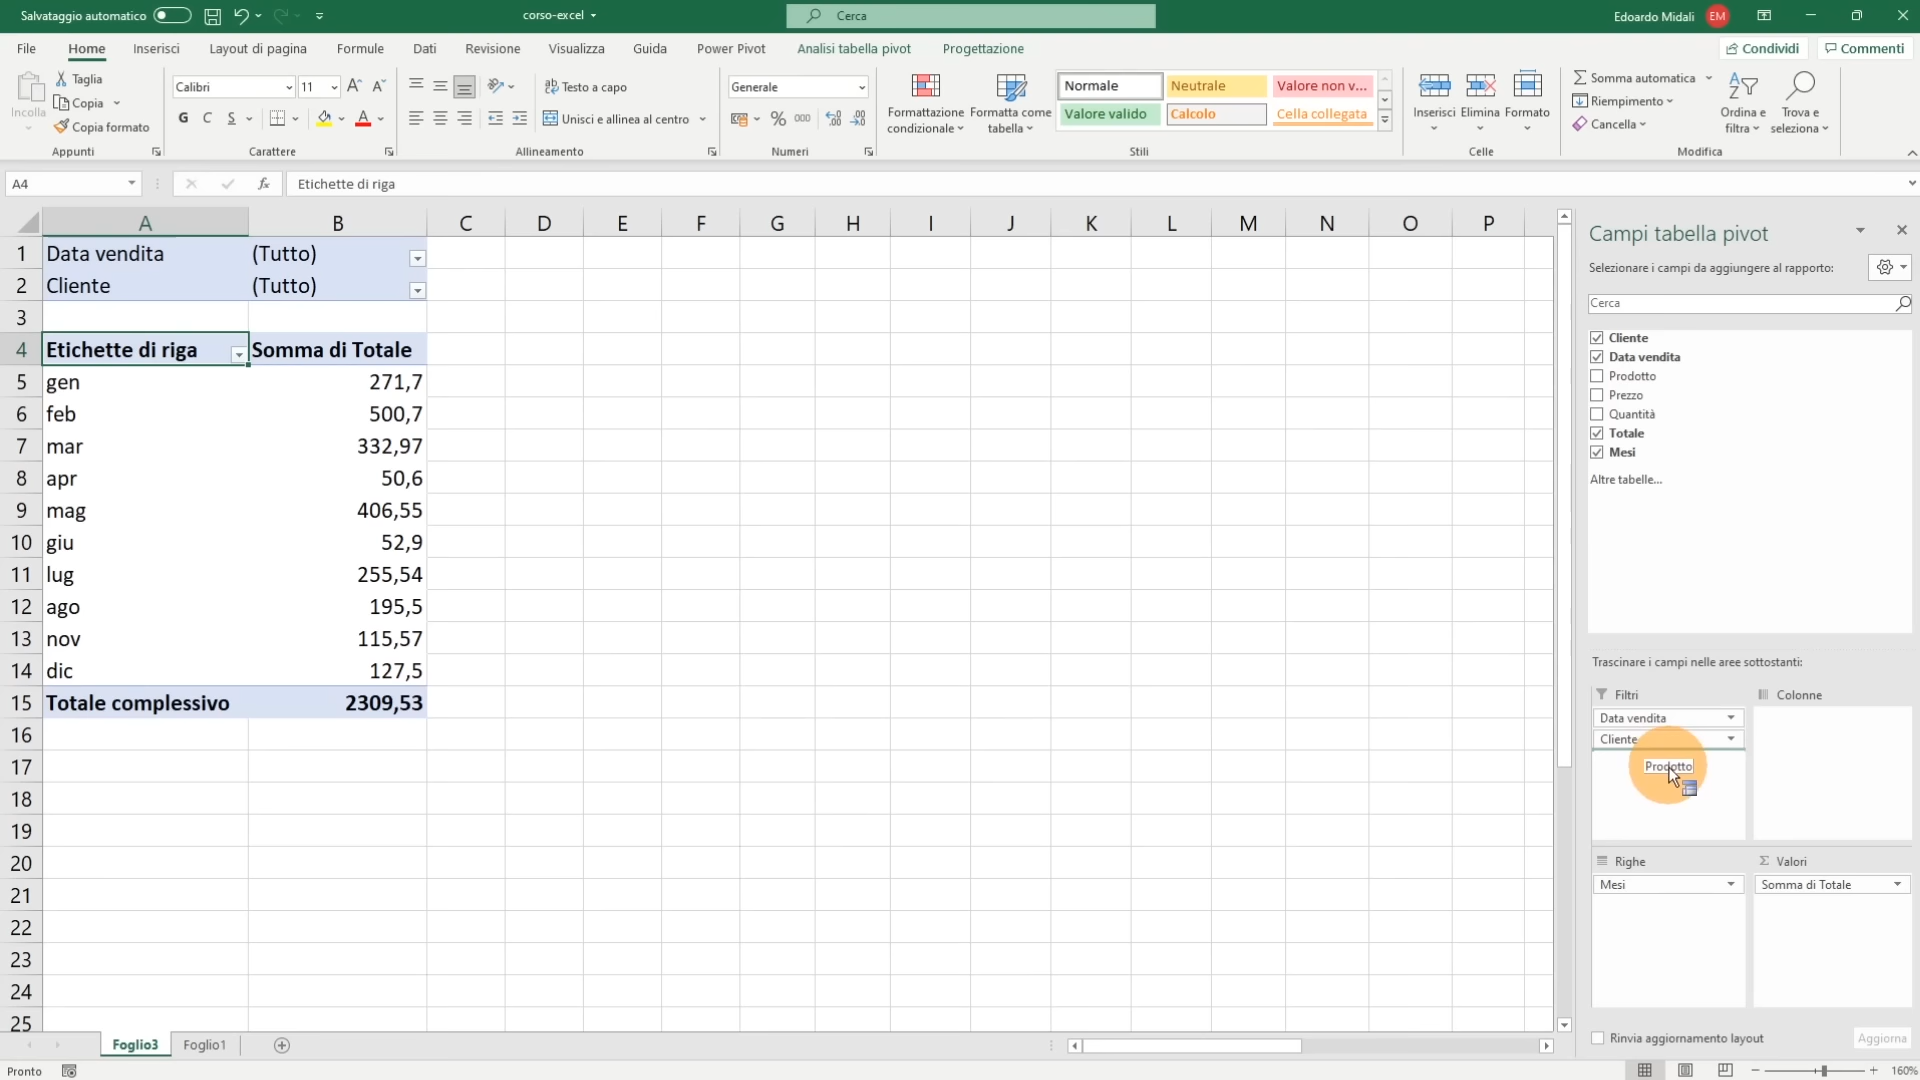 Salvataggio automatico
corso-excel
Cerca
Edoardo Midali
EM
File Home Inserisci Layout di pagina Formule Dati Revisione Visualizza Guida Power Pivot Analisi tabella pivot Progettazione
Condividi
Commenti
Incolla
Taglia
Copia
Copia formato
Appunti
Calibri
11
G C S
Carattere
Testo a capo
Unisci e allinea al centro
Allineamento
Generale
% 000
Numeri
Formattazione condizionale
Formatta come tabella
Normale
Neutrale
Valore non v...
Valore valido
Calcolo
Cella collegata
Stili
Inserisci Elimina Formato
Celle
Somma automatica
Riempimento
Cancella
Ordina e filtra
Trova e seleziona
Modifica
A4
fx
Etichette di riga
A B C D E F G H I J K L M N O P
1 Data vendita (Tutto)
2 Cliente (Tutto)
3
4 Etichette di riga Somma di Totale
5 gen 271,7
6 feb 500,7
7 mar 332,97
8 apr 50,6
9 mag 406,55
10 giu 52,9
11 lug 255,54
12 ago 195,5
13 nov 115,57
14 dic 127,5
15 Totale complessivo 2309,53
16
17
18
19
20
21
22
23
24
25
Campi tabella pivot
Selezionare i campi da aggiungere al rapporto:
Cerca
Cliente
Data vendita
Prodotto
Prezzo
Quantità
Totale
Mesi
Altre tabelle...
Trascinare i campi nelle aree sottostanti:
Filtri
Colonne
Data vendita
Cliente
Prodotto
Righe
Valori
Mesi
Somma di Totale
Rinvia aggiornamento layout
Aggiorna
Foglio3 Foglio1
Pronto
160%